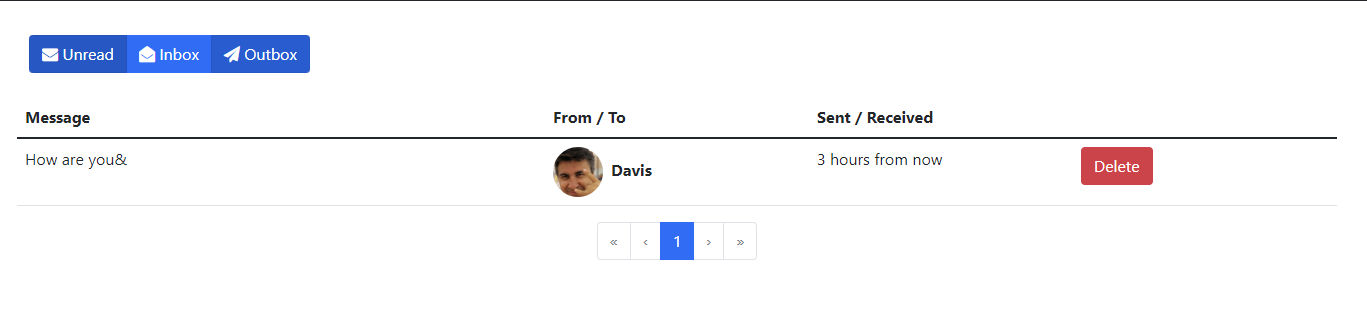 Unread Inbox Outbox
Message From / To Sent / Received
How are you& Davis 3 hours from now Delete
« ‹ 1 › »